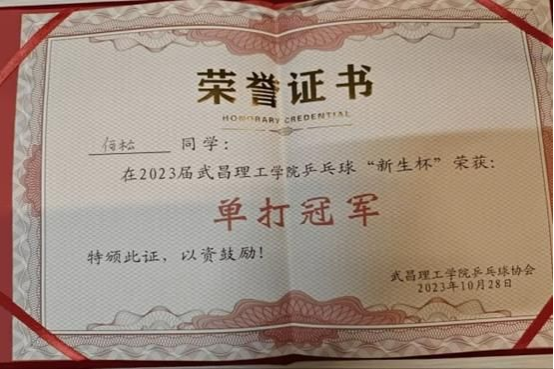 荣誉证书
HONORARY CREDENTIAL
同学：
在2023届武昌理工学院乒乓球“新生杯”荣获：
单打冠军
特颁此证，以资鼓励！
武昌理工学院乒乓球协会
2023年10月28日